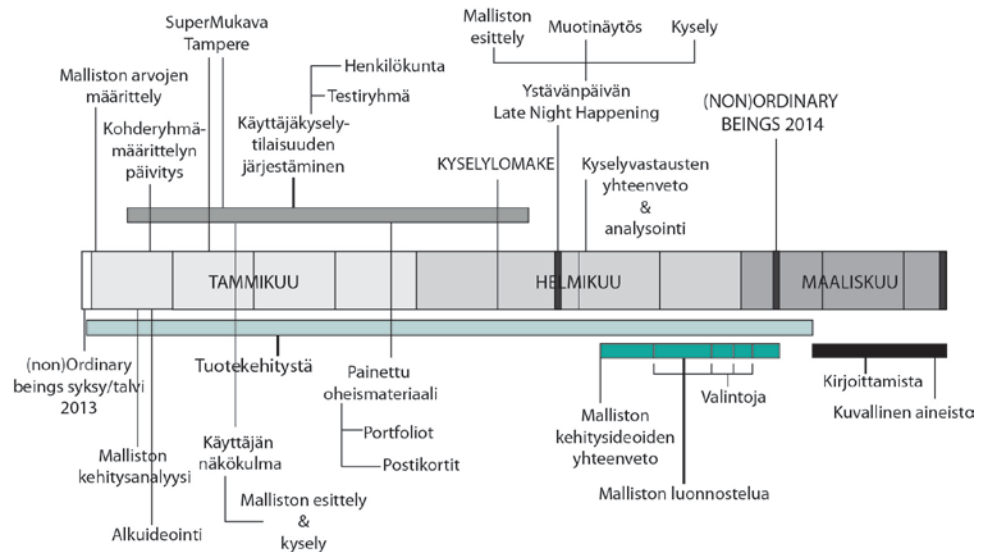 SuperMukava
Tampere
Malliston
esittely
Muotinäytös
Kysely
Malliston arvojen
määrittely
Henkilökunta
Testiryhmä
Kohderyhmä-
määrittelyn
päivitys
Käyttäjäkysely-
tilaisuuden
järjestäminen
Ystävänpäivän
Late Night Happening
(NON)ORDINARY
BEINGS 2014
KYSELYLOMAKE
Kyselyvastausten
yhteenveto
&
analysointi
TAMMIKUU
HELMIKUU
MAALISKUU
(non)Ordinary
beings syksy/talvi
2013
Tuotekehitystä
Painettu
oheismateriaali
Portfoliot
Postikortit
Valintoja
Kirjoittamista
Kuvallinen aineisto
Malliston
kehitysideoiden
yhteenveto
Malliston luonnostelua
Malliston
kehitysanalyysi
Käyttäjän
näkökulma
Malliston esittely
&
kysely
Alkuideointi